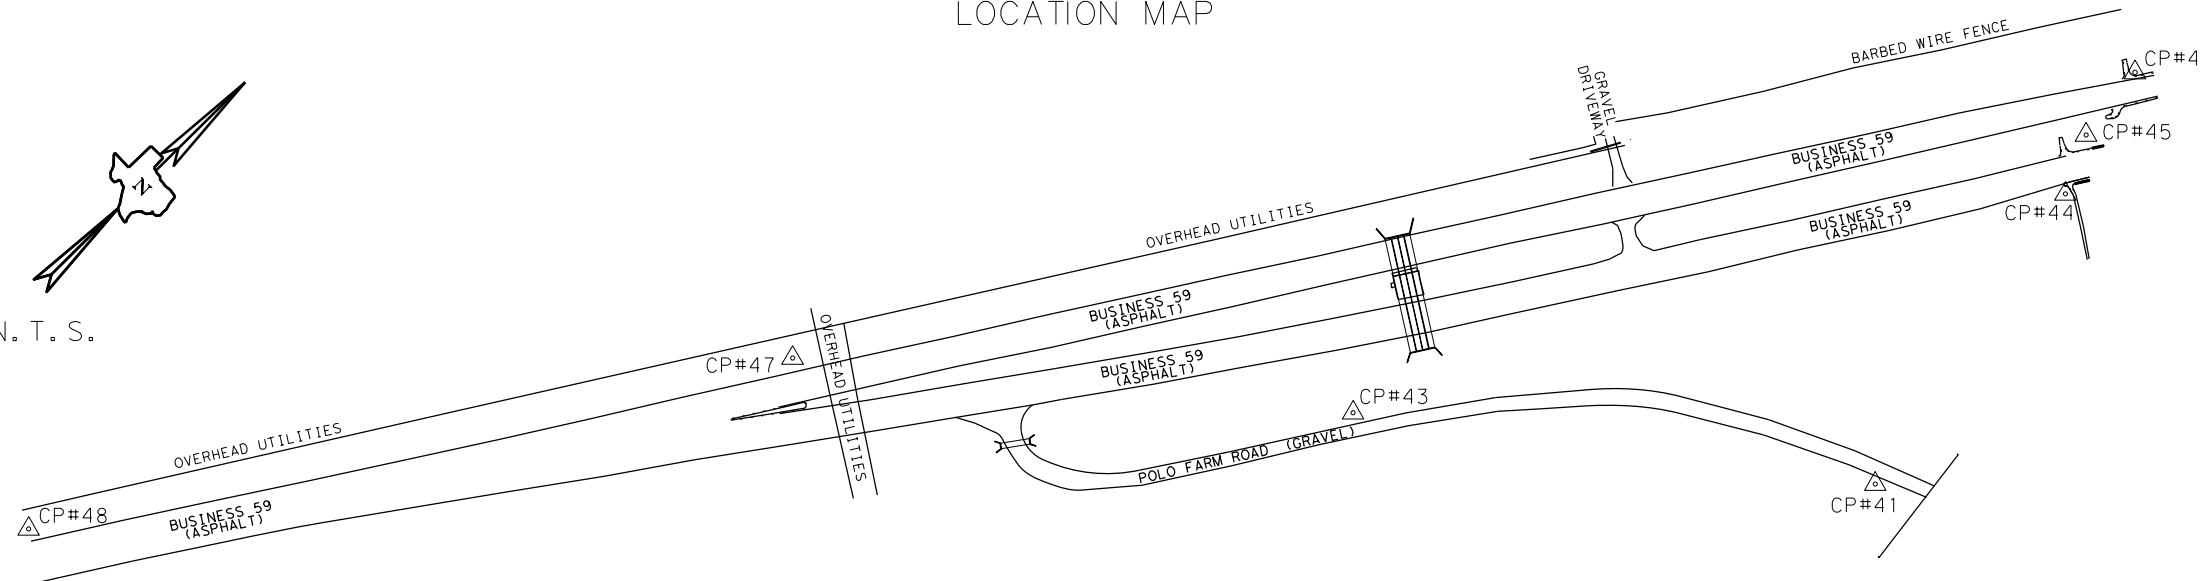 LOCATION MAP
BARBED WIRE FENCE
CP#4
GRAVEL
DRIVEWAY
CP#45
BUSINESS 59
(ASPHALT)
N
CP#44
BUSINESS 59
(ASPHALT)
OVERHEAD UTILITIES
BUSINESS 59
(ASPHALT)
N.T.S.
OVERHEAD UTILITIES
CP#47
BUSINESS 59
(ASPHALT)
CP#43
OVERHEAD UTILITIES
POLO FARM ROAD (GRAVEL)
CP#41
CP#48
BUSINESS 59
(ASPHALT)